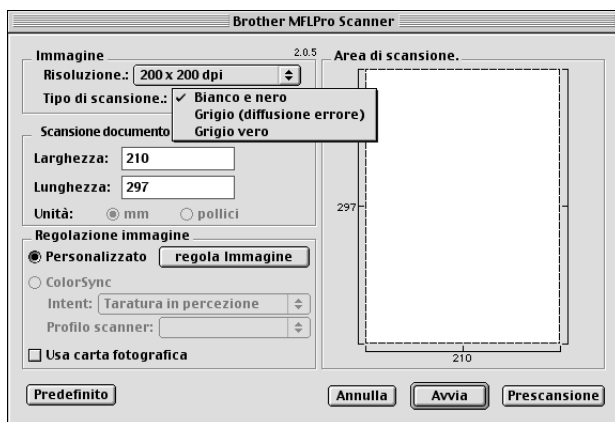 Brother MFLPro Scanner
Immagine 2.0.5
Risoluzione.: 200 x 200 dpi
Tipo di scansione.: ✓ Bianco e nero
Grigio (diffusione errore)
Grigio vero
Scansione documento
Larghezza: 210
Lunghezza: 297
Unità: mm pollici
Regolazione immagine
Personalizzato regola Immagine
ColorSync
Intent: Taratura in percezione
Profilo scanner:
Usa carta fotografica
Area di scansione.
297
210
Predefinito Annulla Avvia Prescansione